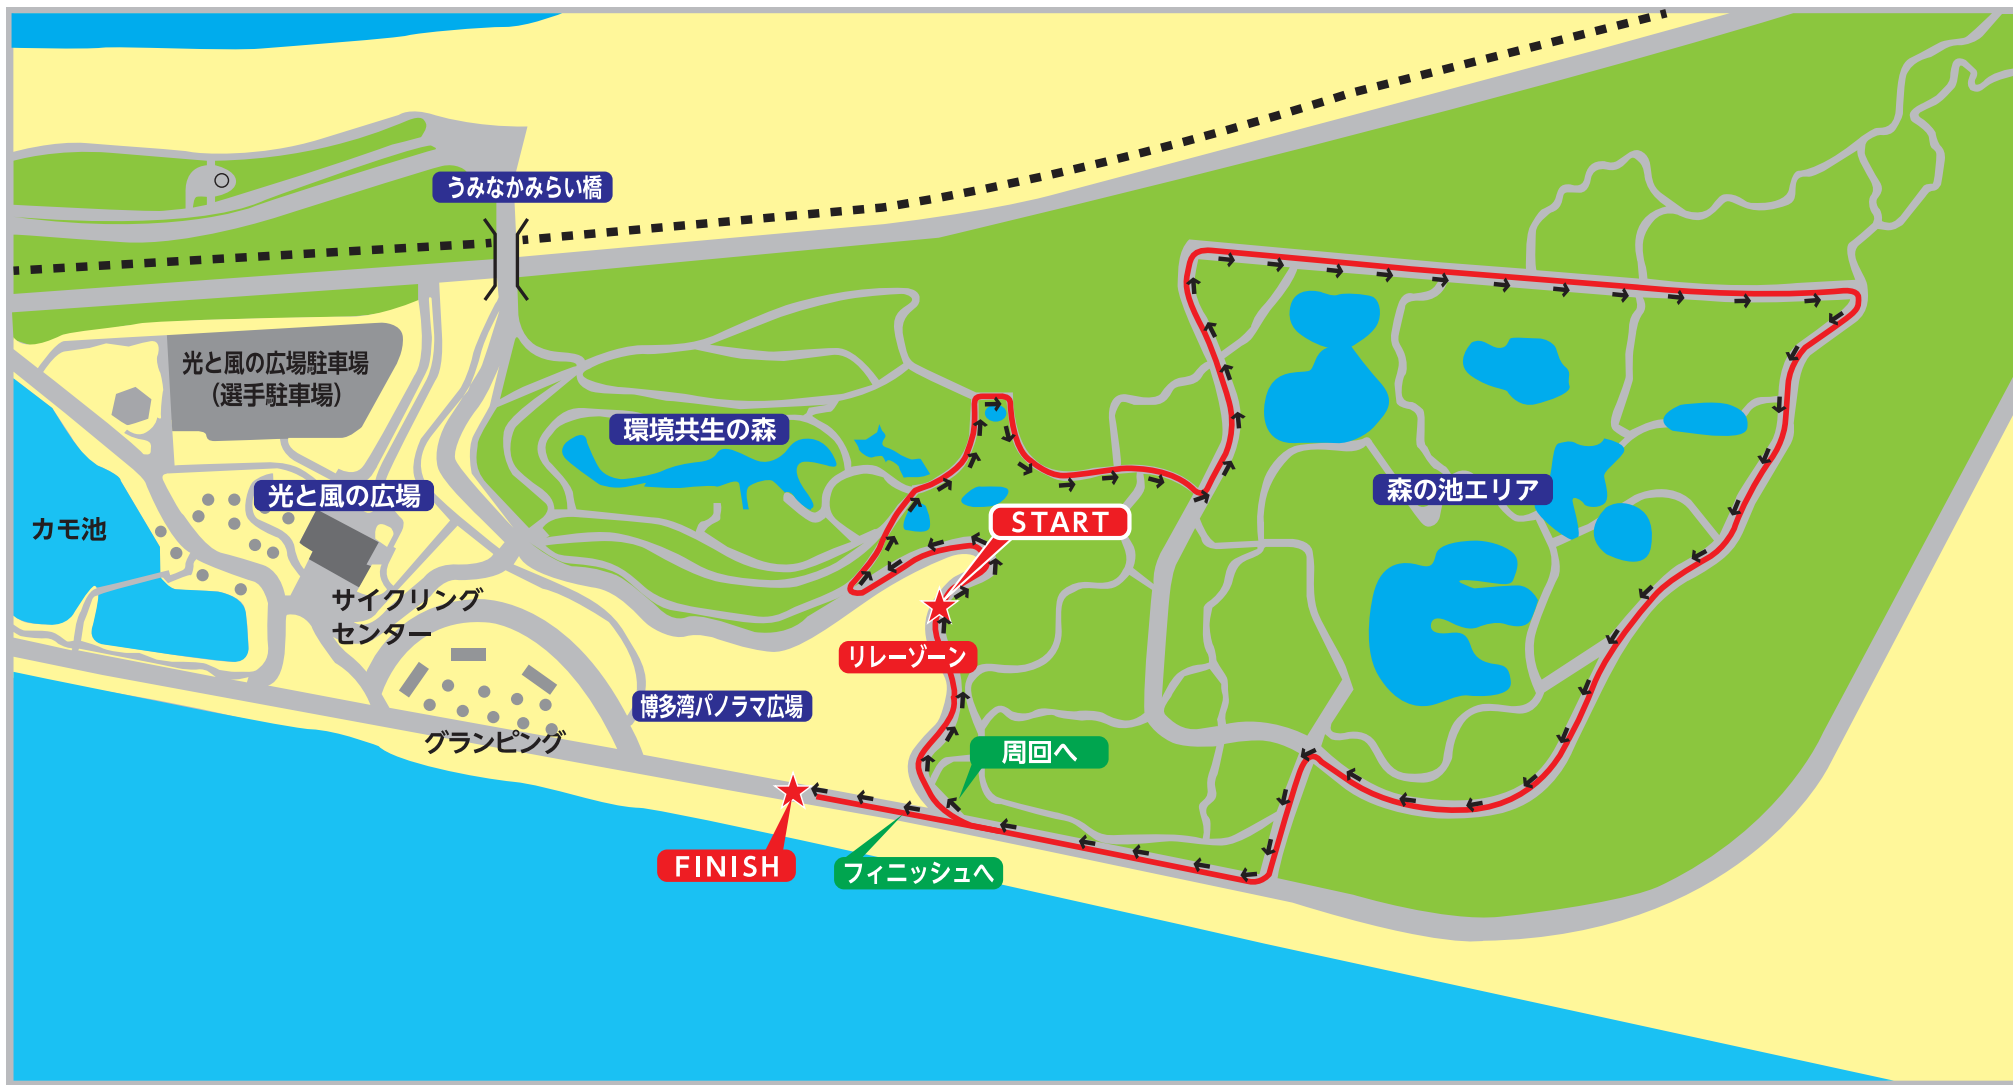 うみなかみらい橋
光と風の広場駐車場
（選手駐車場）
環境共生の森
光と風の広場
森の池エリア
カモ池
START
サイクリング
センター
リレーゾーン
博多湾パノラマ広場
グランピング
周回へ
FINISH
フィニッシュへ